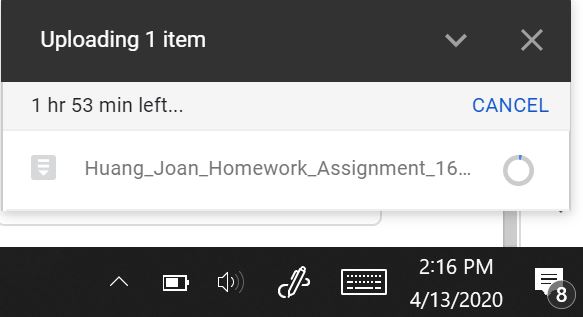 Uploading 1 item
1 hr 53 min left...
CANCEL
Huang_Joan_Homework_Assignment_16...
2:16 PM
4/13/2020
8